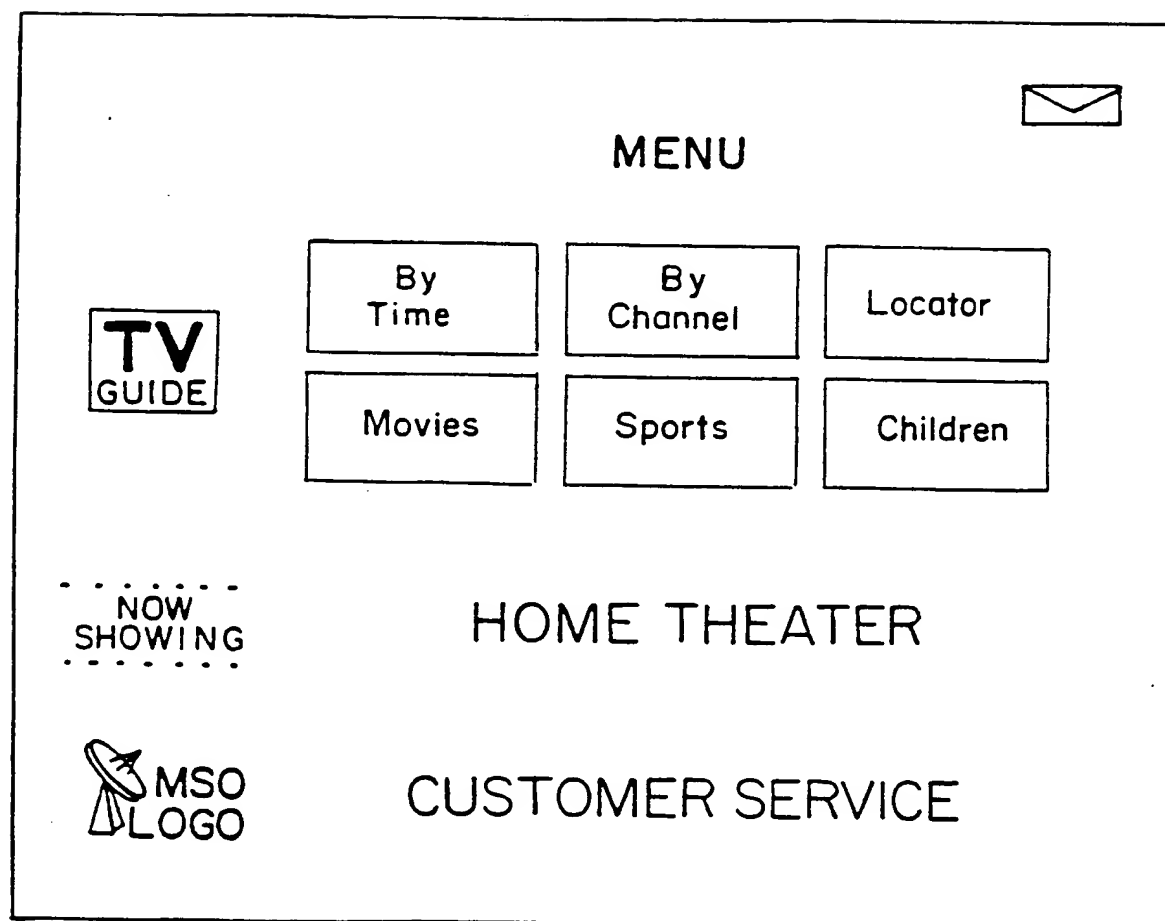 MENU
By
Time
By
Channel
Locator
TV
GUIDE
Movies
Sports
Children
NOW
SHOWING
HOME THEATER
MSO
LOGO
CUSTOMER SERVICE